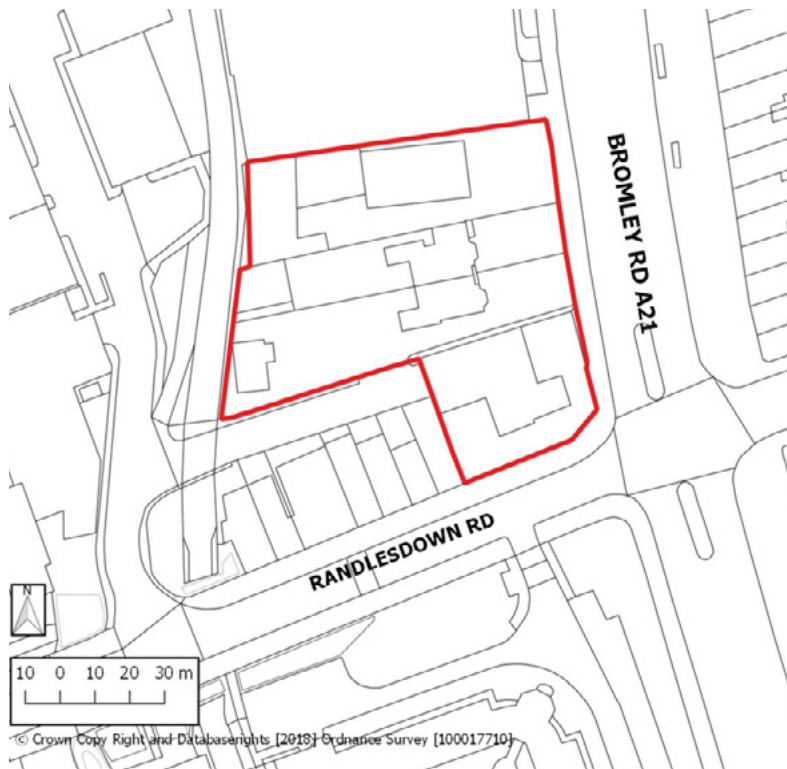 BROMLEY RD A21
RANDLESDOWN RD
N
10 0 10 20 30 m
© Crown Copy Right and Databaserights [2018] Ordnance Survey [100017710]